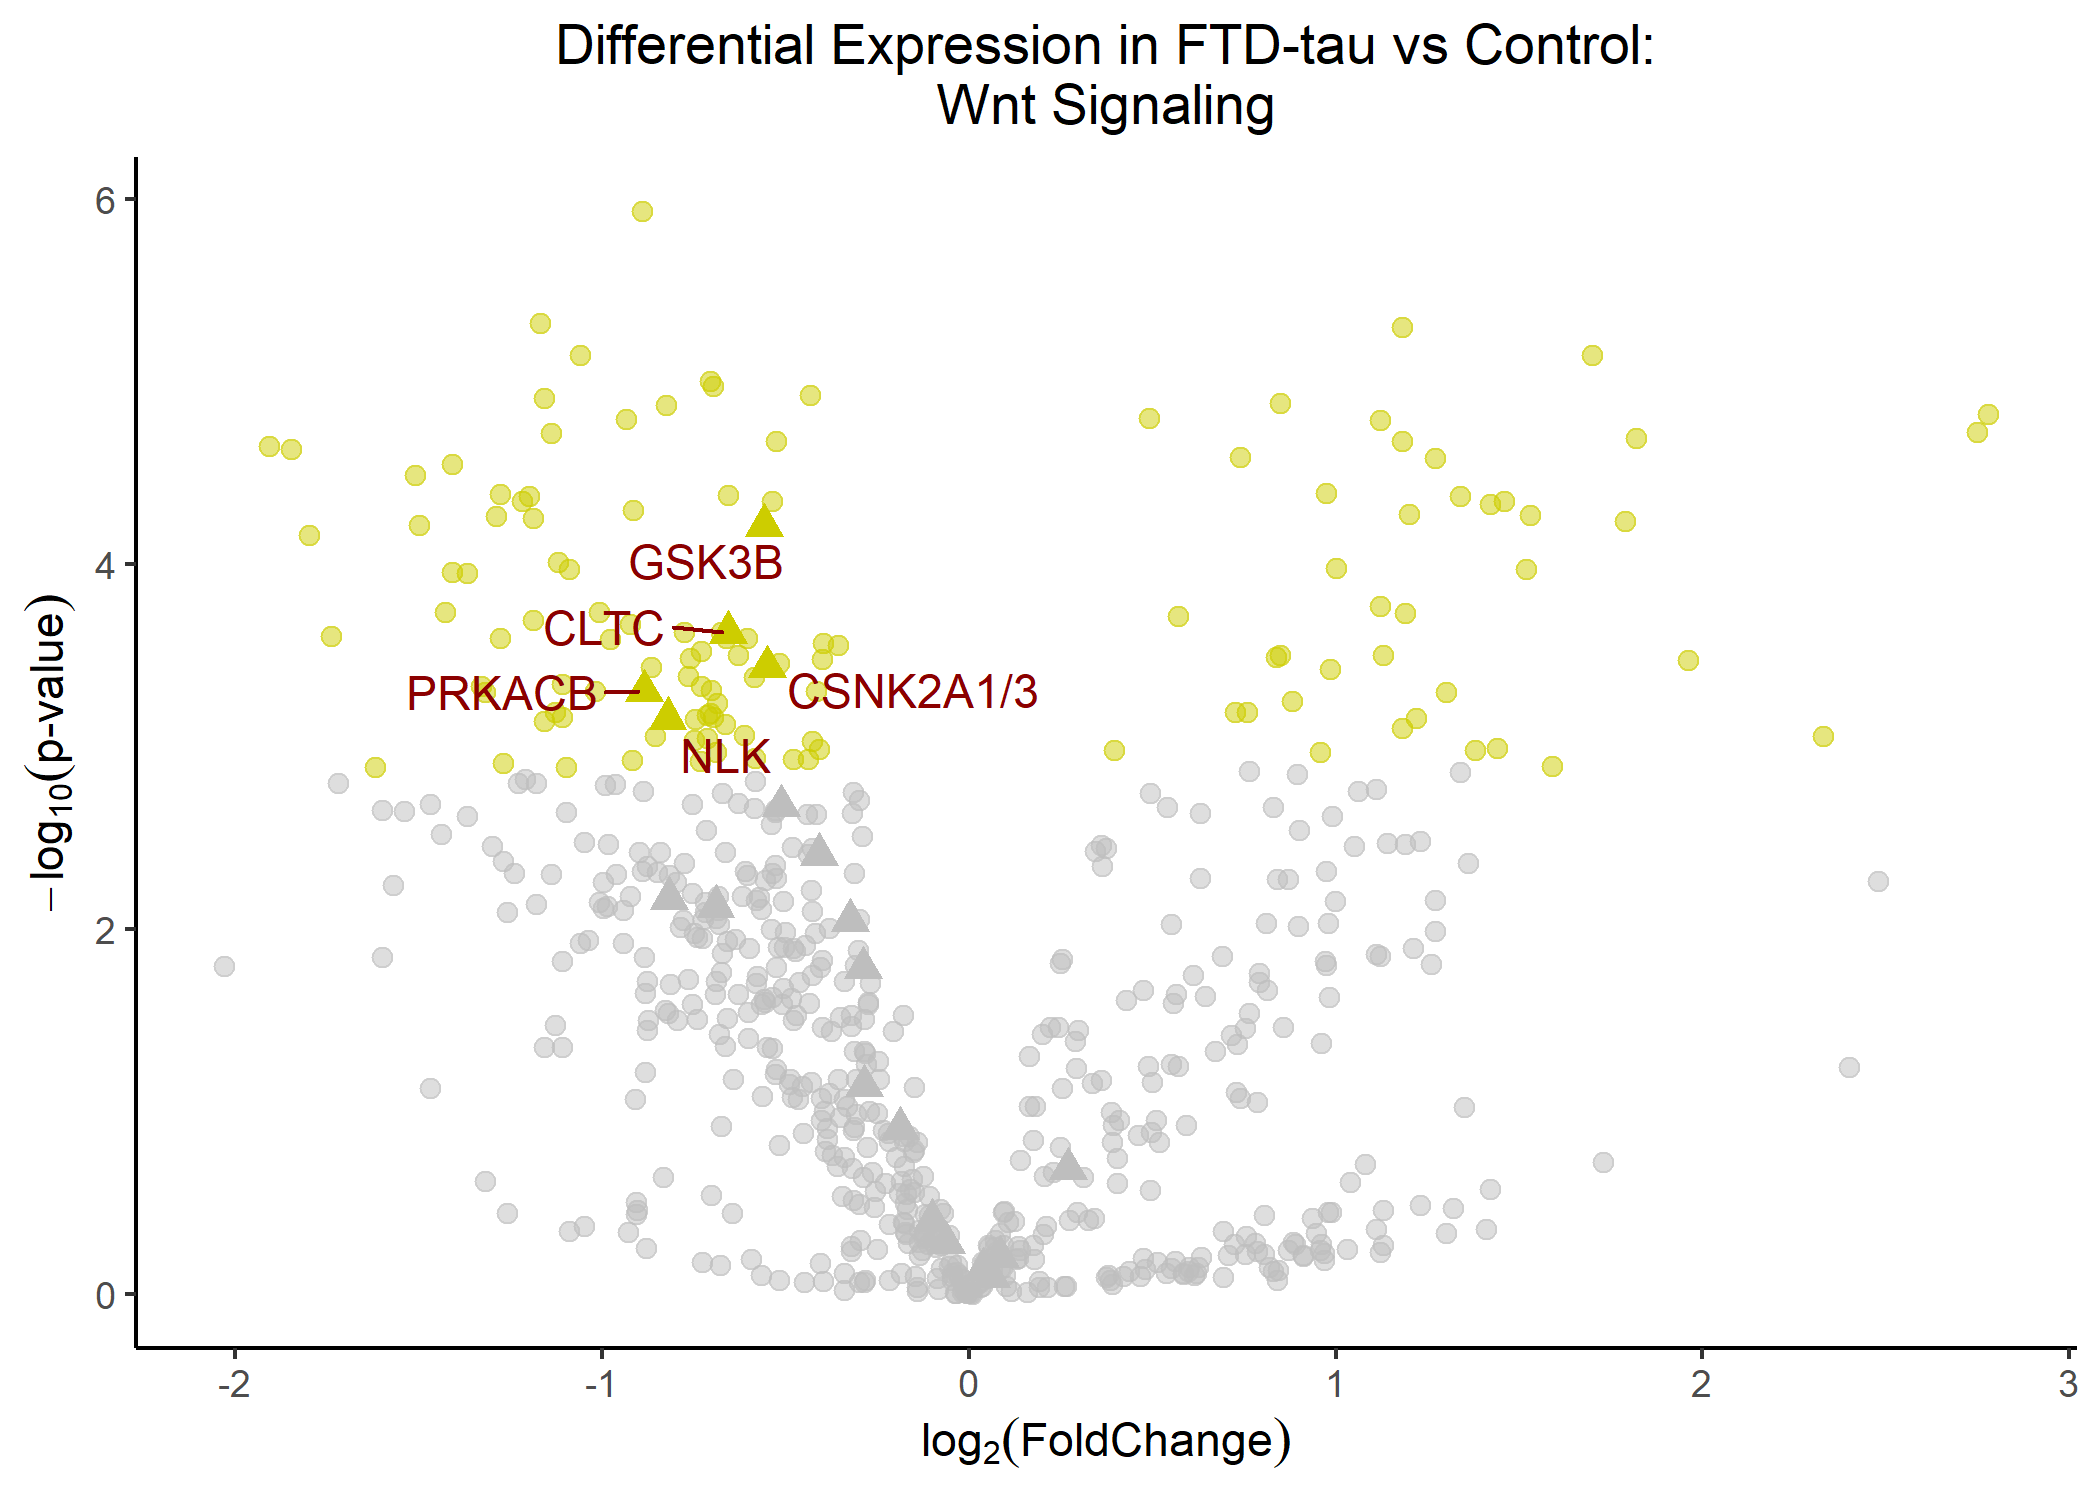 Differential Expression in FTD-tau vs Control:
Wnt Signaling
−log10(p-value)
6
4
2
0
GSK3B
CLTC
PRKACB
CSNK2A1/3
NLK
-2 -1 0 1 2 3
log2(FoldChange)